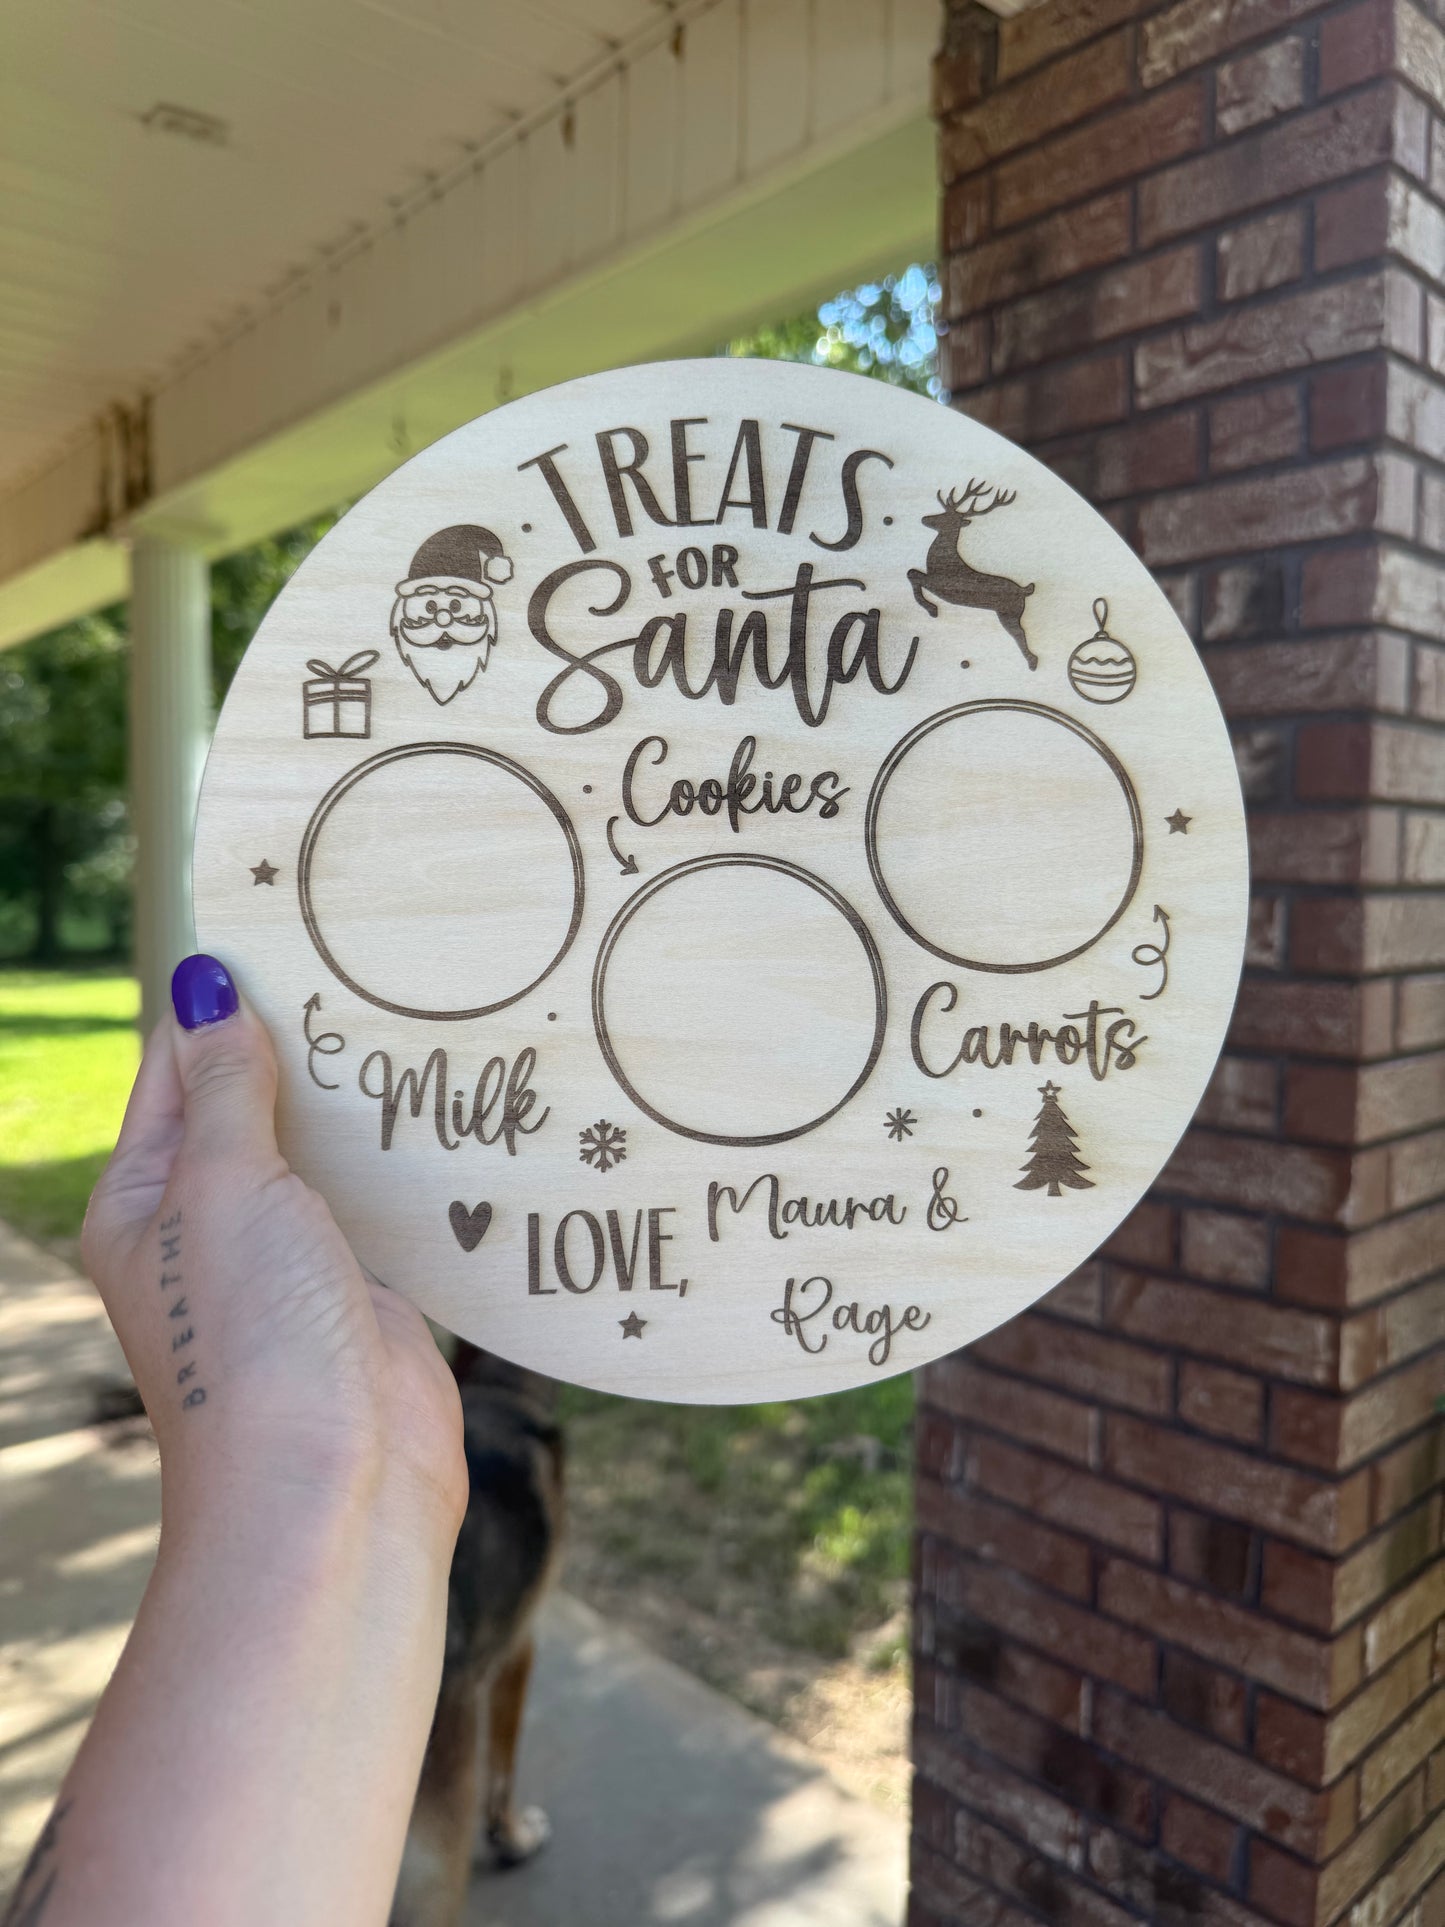 TREATS
FOR
Santa
Cookies
Milk
Carrots
LOVE, Maura &
Rage
BREATHE